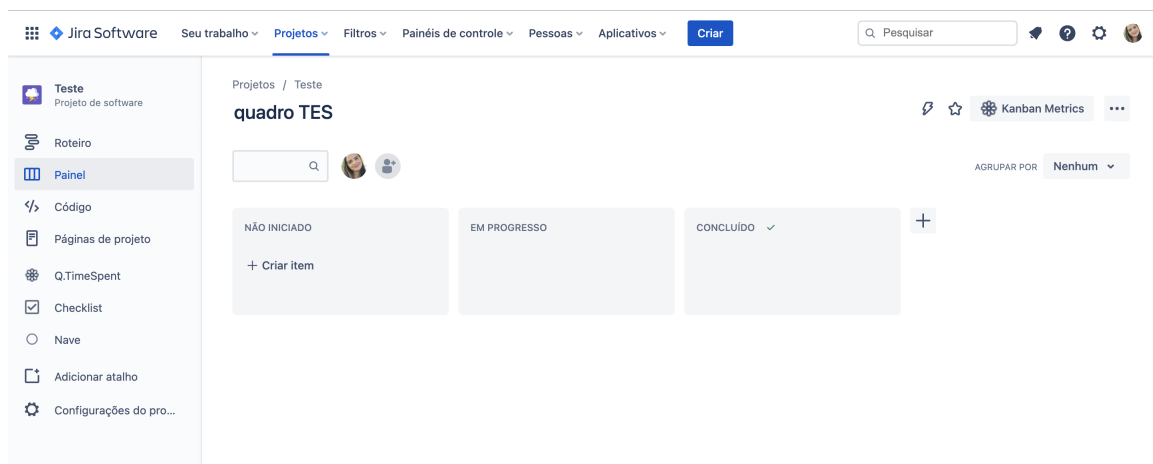 Jira Software Seu trabalho Projetos Filtros Painéis de controle Pessoas Aplicativos Criar Pesquisar
Teste
Projeto de software
Roteiro
Painel
Código
Páginas de projeto
Q.TimeSpent
Checklist
Nave
Adicionar atalho
Configurações do pro...
Projetos / Teste
quadro TES
Kanban Metrics
AGRUPAR POR Nenhum
NÃO INICIADO
+ Criar item
EM PROGRESSO
CONCLUÍDO